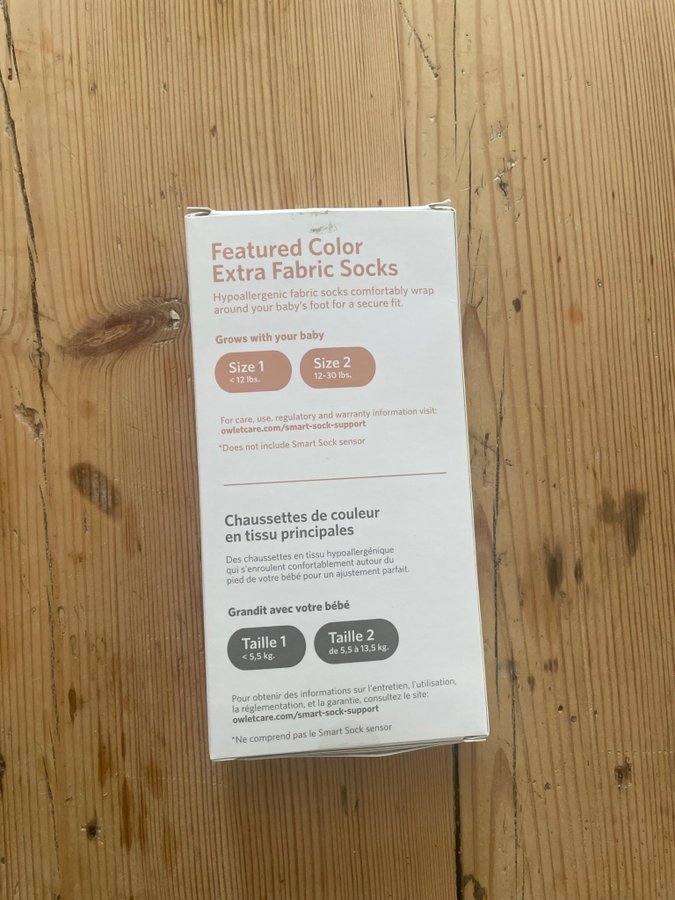 Featured Color
Extra Fabric Socks
Hypoallergenic fabric socks comfortably wrap
around your baby's foot for a secure fit.
Grows with your baby
Size 1
< 12 lbs.
Size 2
12-30 lbs.
For care, use, regulatory and warranty information visit:
owletcare.com/smart-sock-support
*Does not include Smart Sock sensor
Chaussettes de couleur
en tissu principales
Des chaussettes en tissu hypoallergénique
qui s'enroulent confortablement autour du
pied de votre bébé pour un ajustement parfait.
Grandit avec votre bébé
Taille 1
< 5,5 kg.
Taille 2
de 5,5 à 13,5 kg.
Pour obtenir des informations sur l'entretien, l'utilisation,
la réglementation, et la garantie, consultez le site:
owletcare.com/smart-sock-support
*Ne comprend pas le Smart Sock sensor